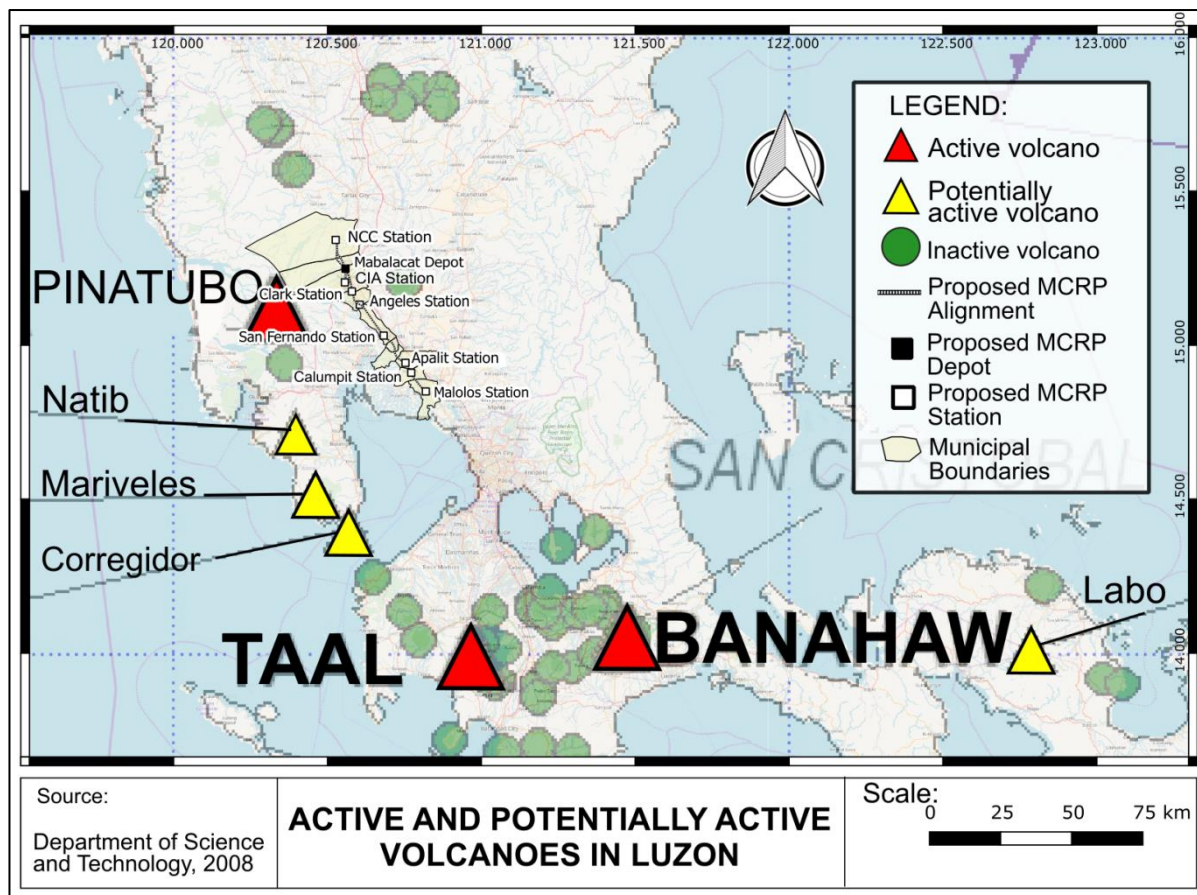 120.000 120.500 121.000 121.500 122.000 122.500 123.000
16.000
15.500
15.000
14.500
14.000
LEGEND:
Active volcano
Potentially
active volcano
Inactive volcano
Proposed MCRP
Alignment
Proposed MCRP
Depot
Proposed MCRP
Station
Municipal
Boundaries
NCC Station
Mabalacat Depot
CIA Station
Clark Station
Angeles Station
San Fernando Station
Apalit Station
Calumpit Station
Malolos Station
PINATUBO
Natib
Mariveles
Corregidor
SAN CRISTOBAL
TAAL
BANAHAW
Labo
Source:
Department of Science
and Technology, 2008
ACTIVE AND POTENTIALLY ACTIVE
VOLCANOES IN LUZON
Scale:
0 25 50 75 km